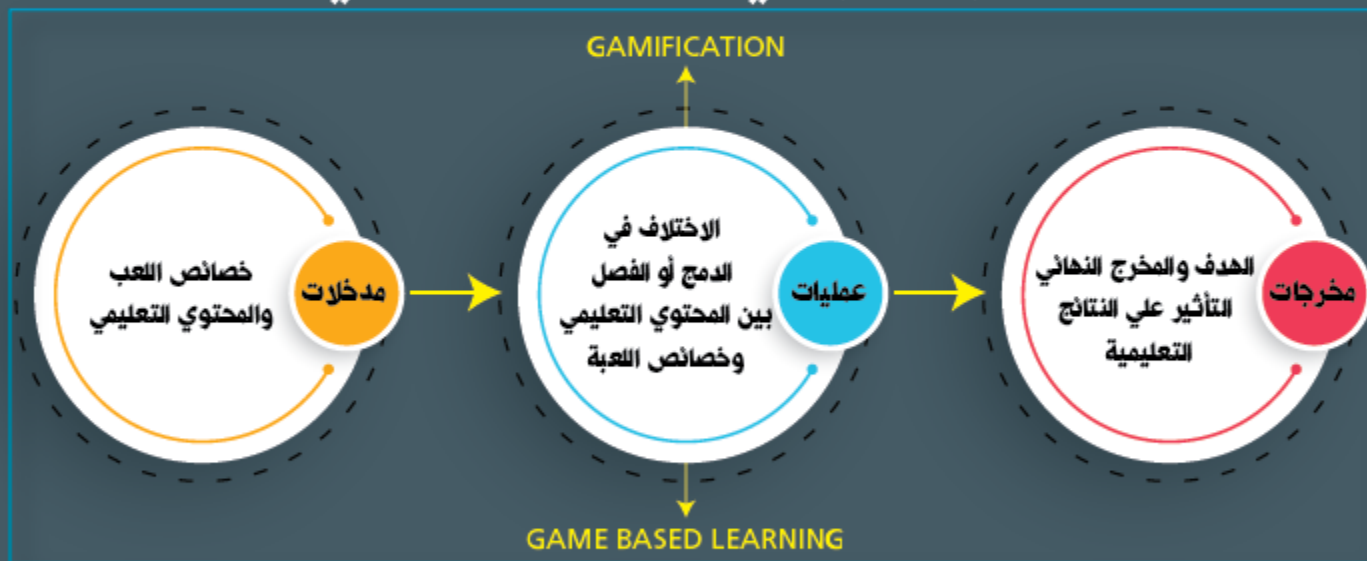 GAMIFICATION
مدخلات
خصائص اللعب
والمحتوي التعليمي
عمليات
الاختلاف في
الدمج أو الفصل
بين المحتوي التعليمي
وخصائص اللعبة
مخرجات
الهدف والمخرج النهائي
التأثير علي النتائج
التعليمية
GAME BASED LEARNING